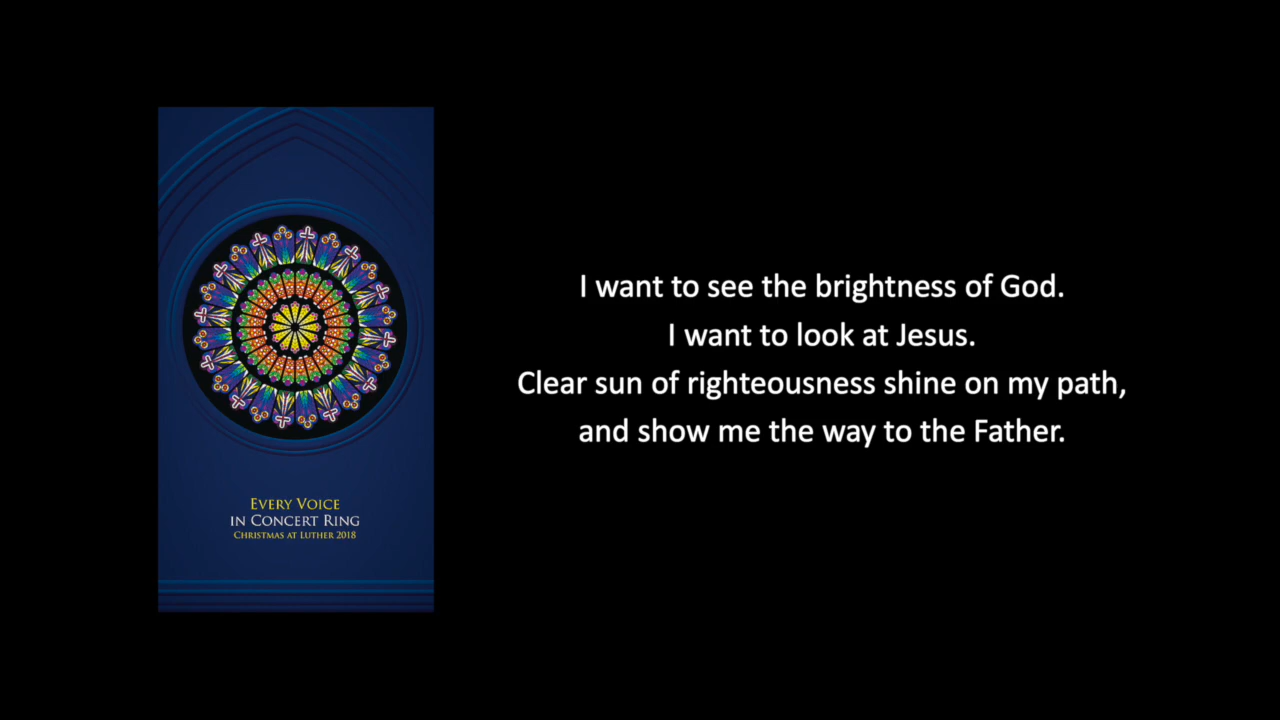 EVERY VOICE
IN CONCERT RING
CHRISTMAS AT LUTHER 2018
I want to see the brightness of God.
I want to look at Jesus.
Clear sun of righteousness shine on my path,
and show me the way to the Father.